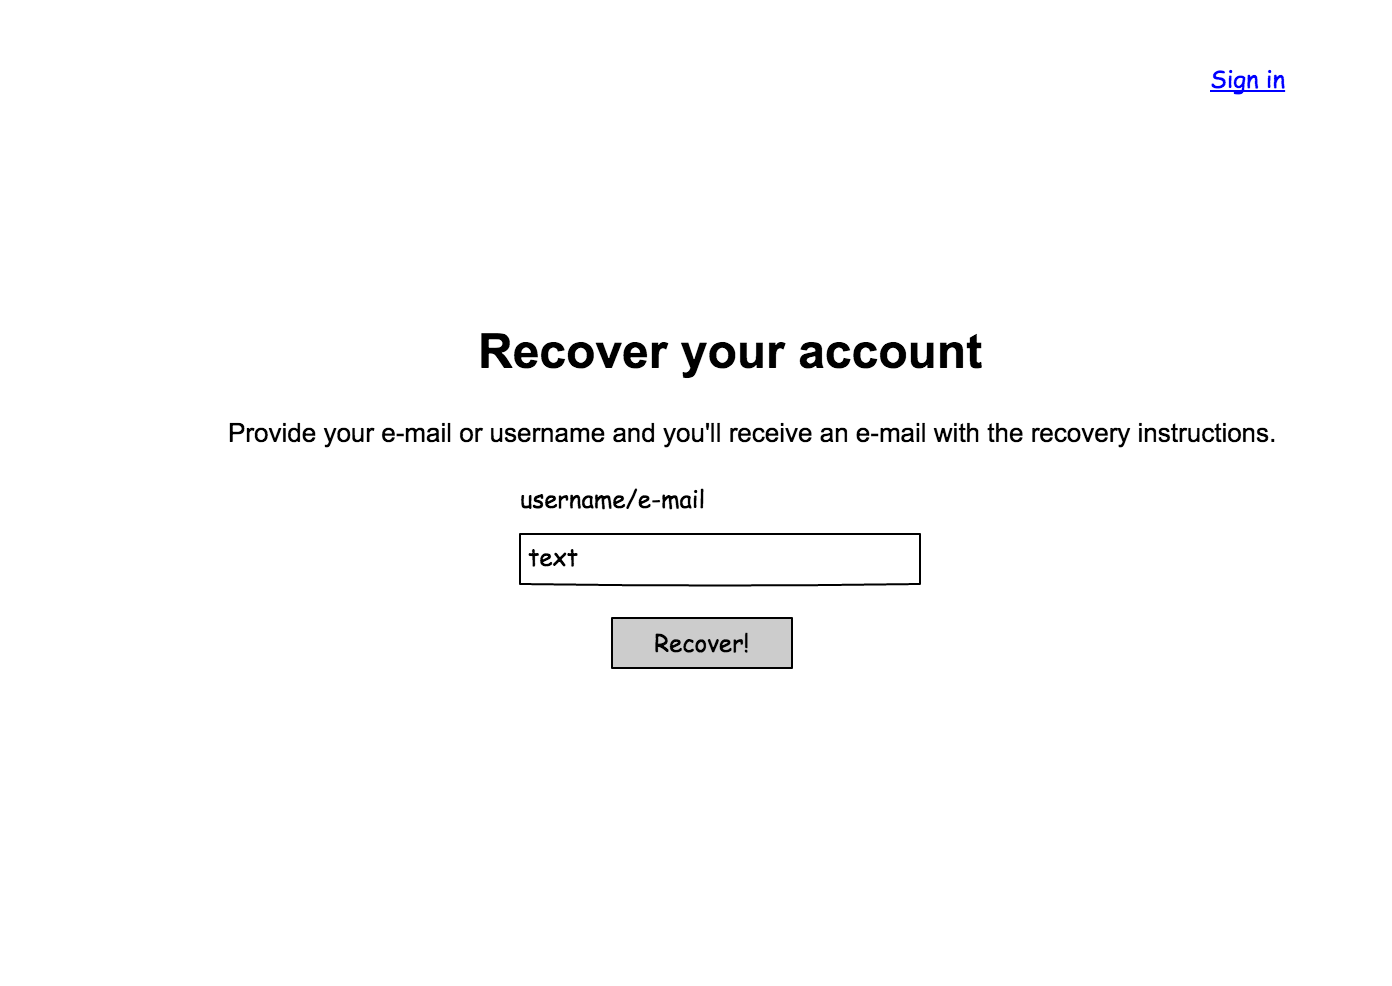 Sign in
Recover your account
Provide your e-mail or username and you'll receive an e-mail with the recovery instructions.
username/e-mail
text
Recover!